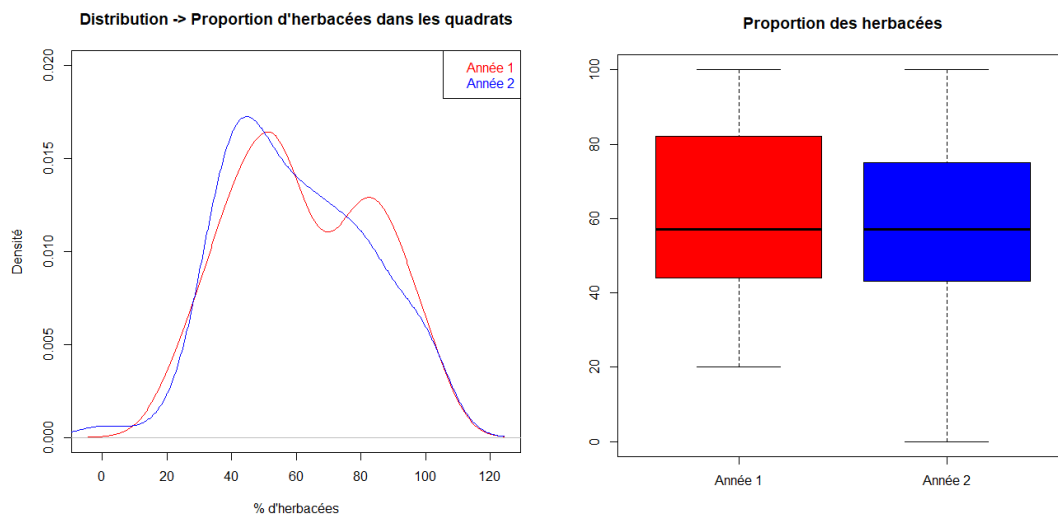 Distribution -> Proportion d'herbacées dans les quadrats
Année 1
Année 2
Densité
0.020
0.015
0.010
0.005
0.000
0 20 40 60 80 100 120
% d'herbacées
Proportion des herbacées
100
80
60
40
20
0
Année 1 Année 2